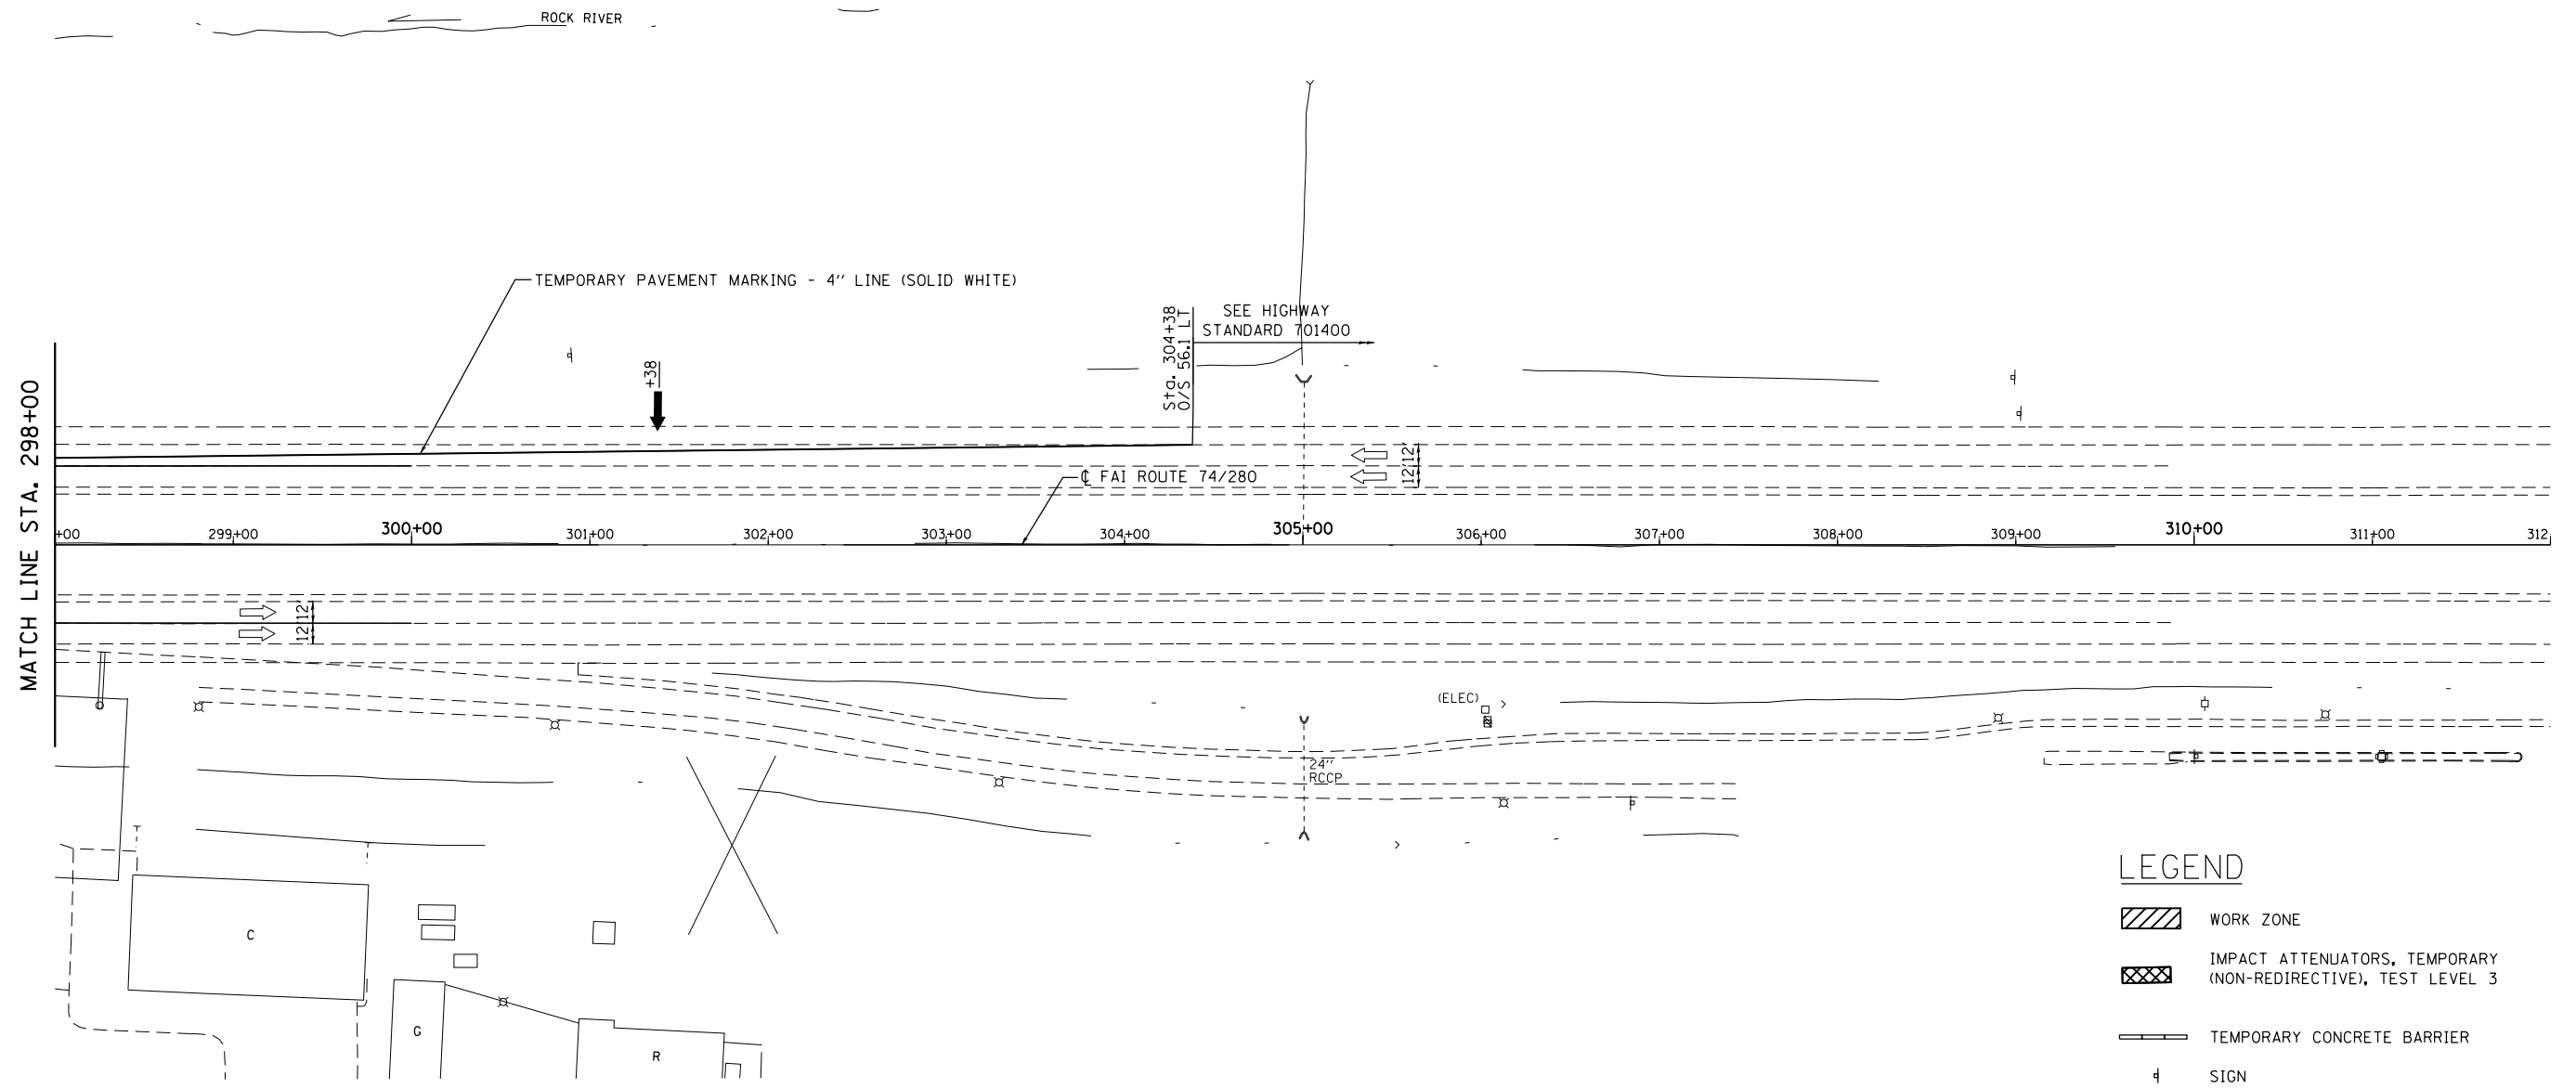 ROCK RIVER
TEMPORARY PAVEMENT MARKING - 4'' LINE (SOLID WHITE)
SEE HIGHWAY
STANDARD 701400
Sta. 304+38
O/S 56.1 LT
+38
MATCH LINE STA. 298+00
12' 12'
℄ FAI ROUTE 74/280
+00 299+00 300+00 301+00 302+00 303+00 304+00 305+00 306+00 307+00 308+00 309+00 310+00 311+00 312
12' 12'
(ELEC)
24''
RCCP
C
G
R
LEGEND
WORK ZONE
IMPACT ATTENUATORS, TEMPORARY
(NON-REDIRECTIVE), TEST LEVEL 3
TEMPORARY CONCRETE BARRIER
SIGN